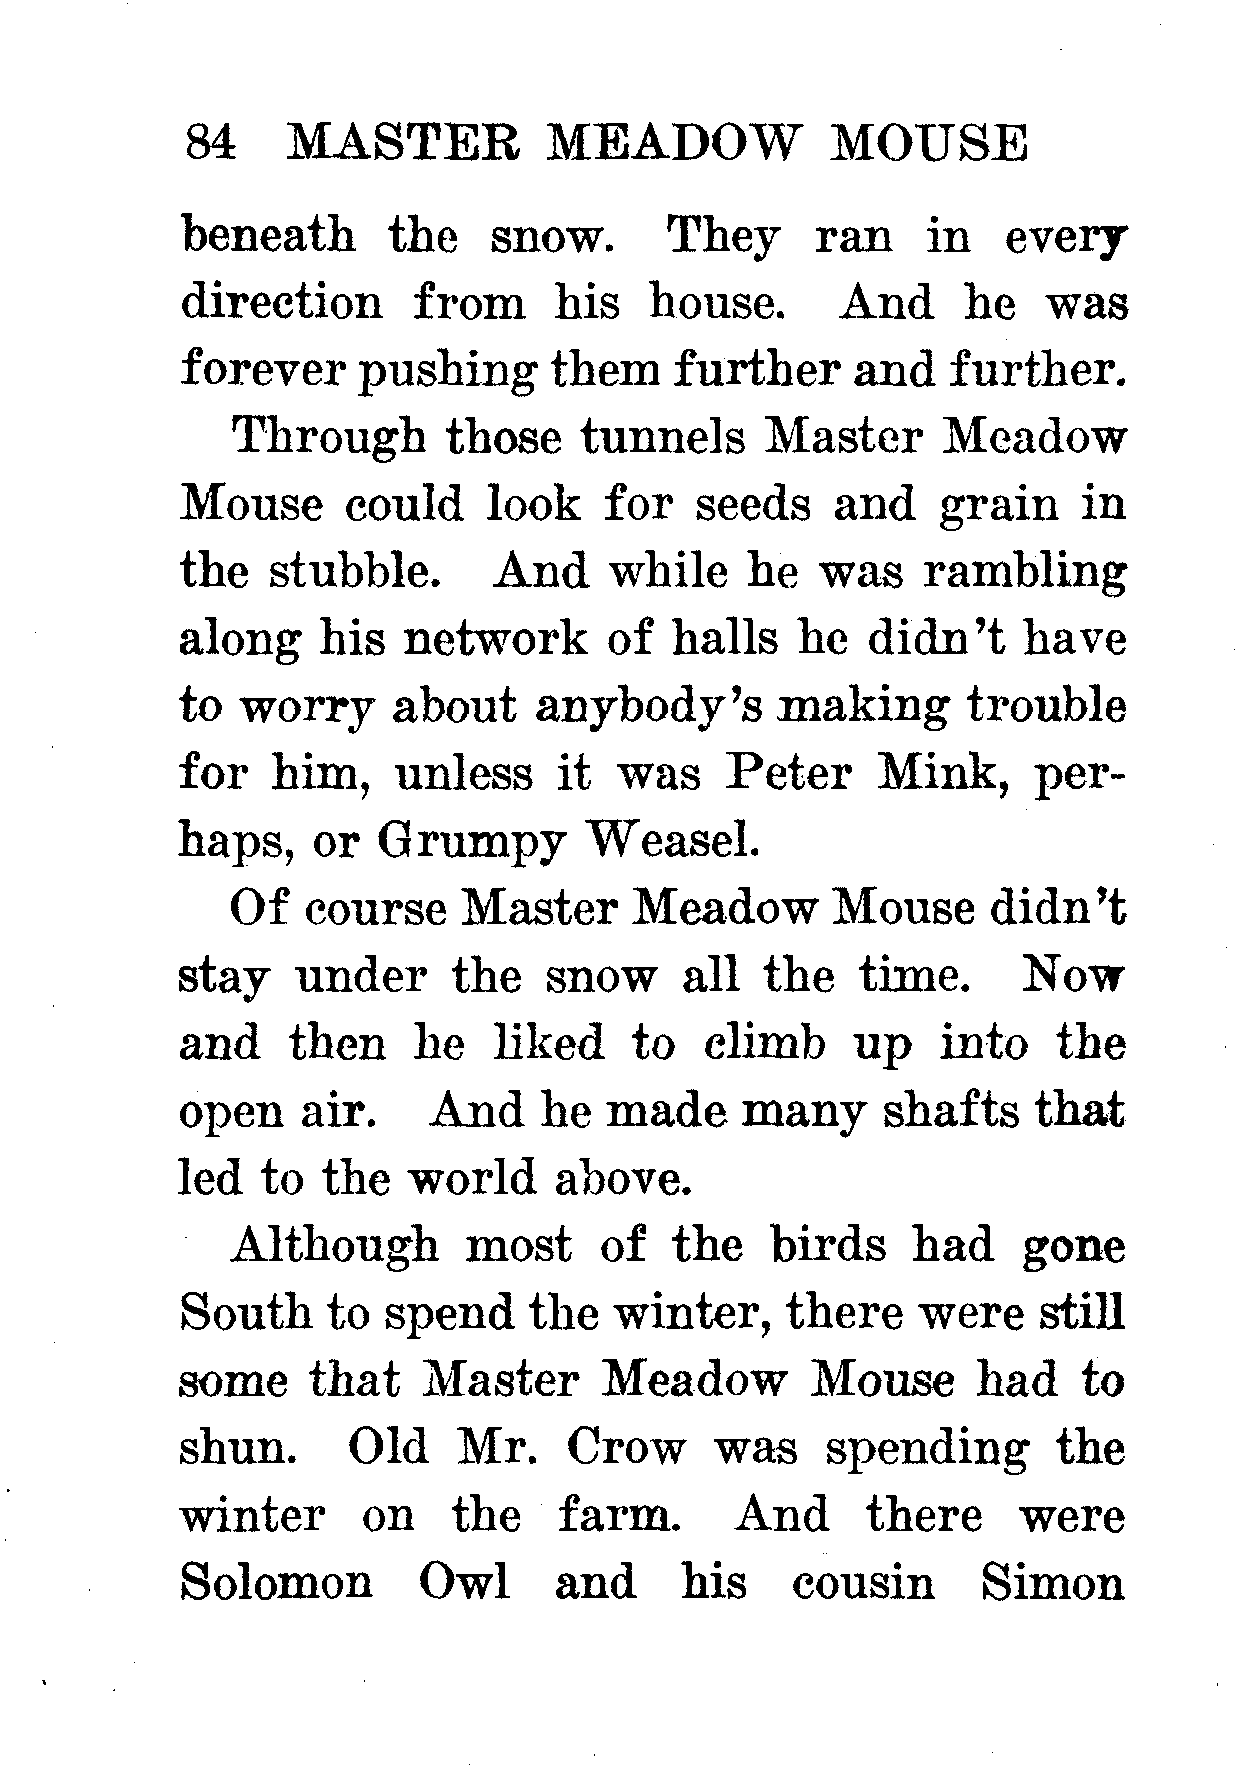 84 MASTER MEADOW MOUSE
beneath the snow. They ran in every
direction from his house. And he was
forever pushing them further and further.
Through those tunnels Master Meadow
Mouse could look for seeds and grain in
the stubble. And while he was rambling
along his network of halls he didn't have
to worry about anybody's making trouble
for him, unless it was Peter Mink, per-
haps, or Grumpy Weasel.
Of course Master Meadow Mouse didn't
stay under the snow all the time. Now
and then he liked to climb up into the
open air. And he made many shafts that
led to the world above.
Although most of the birds had gone
South to spend the winter, there were still
some that Master Meadow Mouse had to
shun. Old Mr. Crow was spending the
winter on the farm. And there were
Solomon Owl and his cousin Simon